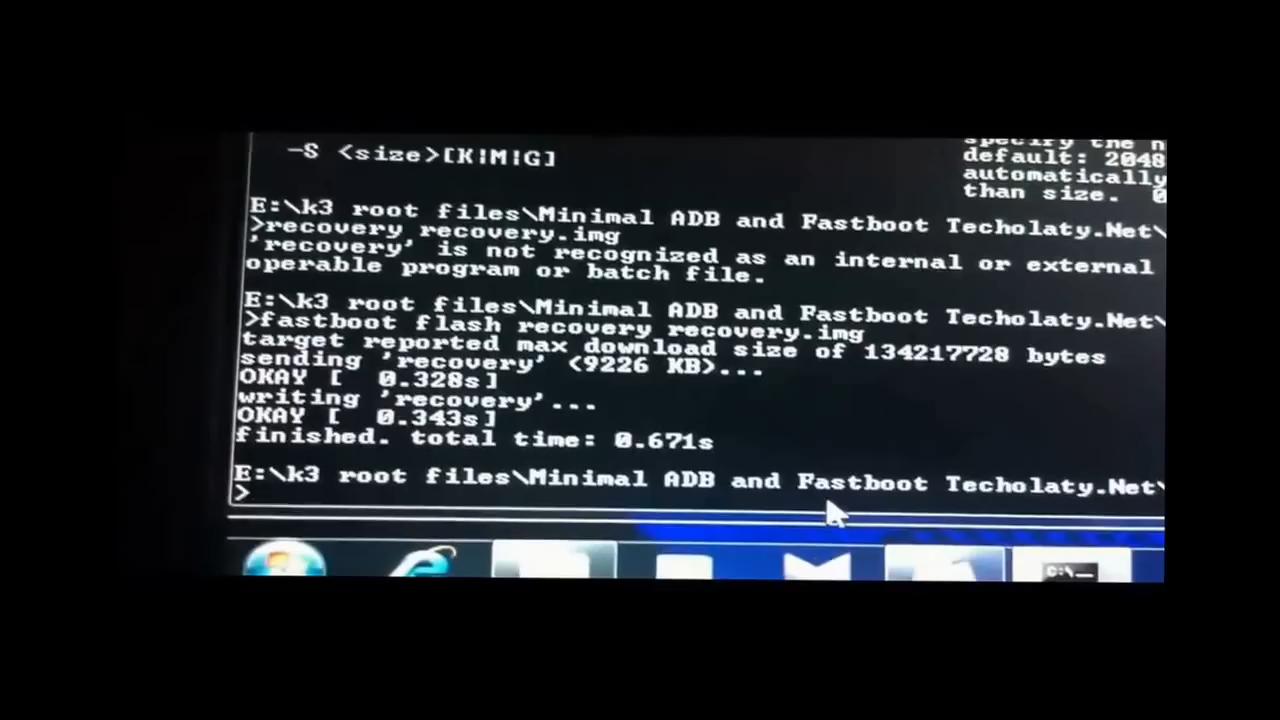 -S <size>[K|M|G]
specify the n
default: 2048
automatically
than size. 0
E:\k3 root files\Minimal ADB and Fastboot Techolaty.Net\
>recovery recovery.img
'recovery' is not recognized as an internal or external
operable program or batch file.
E:\k3 root files\Minimal ADB and Fastboot Techolaty.Net\
>fastboot flash recovery recovery.img
target reported max download size of 134217728 bytes
sending 'recovery' (9226 KB)...
OKAY [  0.328s]
writing 'recovery'...
OKAY [  0.343s]
finished. total time: 0.671s
E:\k3 root files\Minimal ADB and Fastboot Techolaty.Net\
>
C:\_